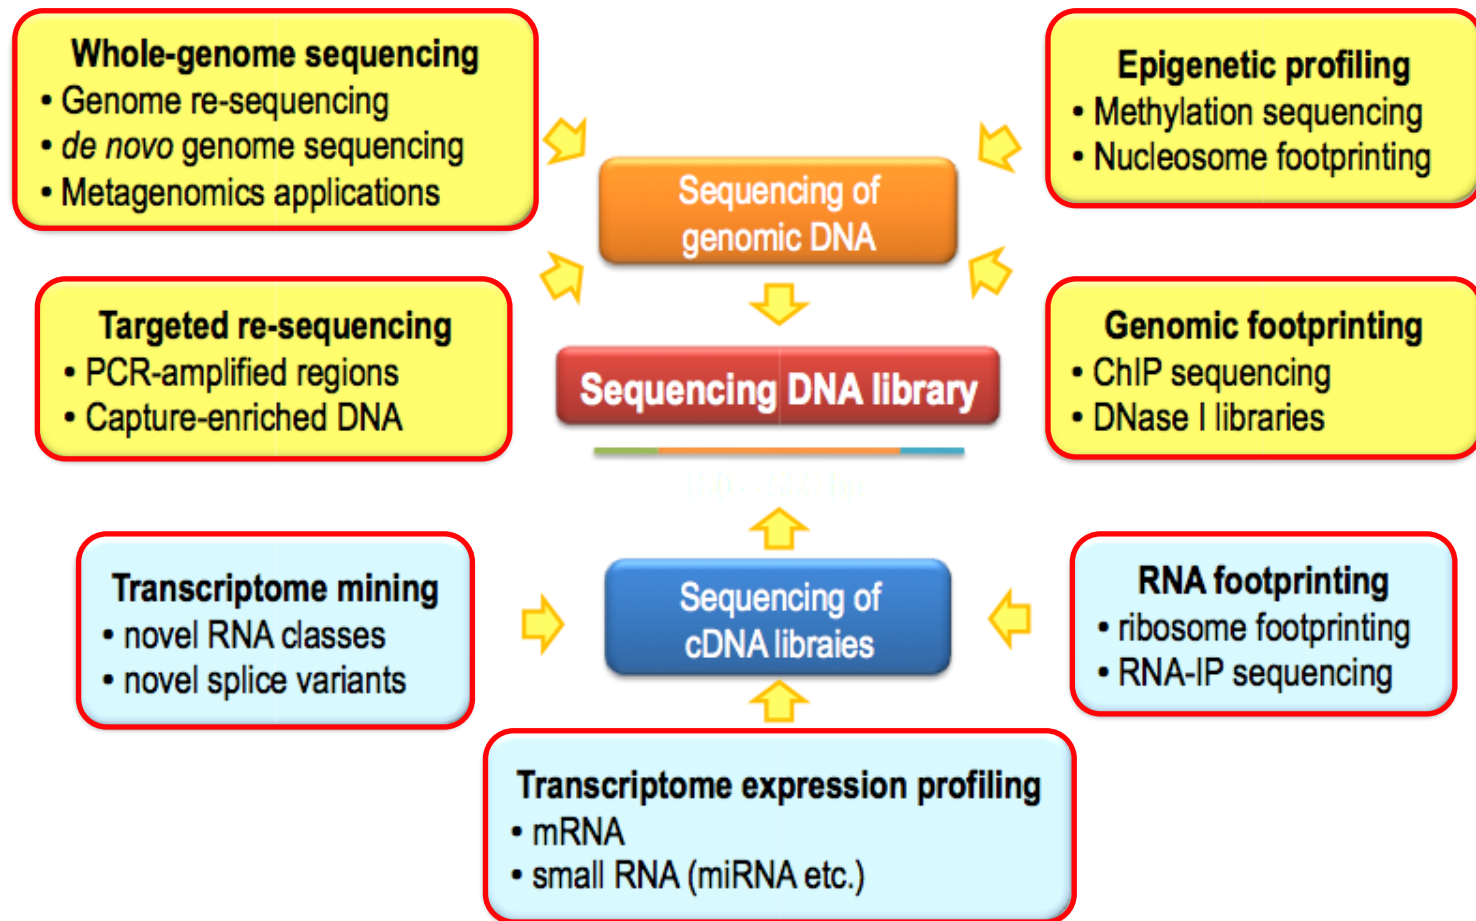 Whole-genome sequencing
• Genome re-sequencing
• de novo genome sequencing
• Metagenomics applications
Epigenetic profiling
• Methylation sequencing
• Nucleosome footprinting
Sequencing of
genomic DNA
Targeted re-sequencing
• PCR-amplified regions
• Capture-enriched DNA
Sequencing DNA library
Genomic footprinting
• ChIP sequencing
• DNase I libraries
Transcriptome mining
• novel RNA classes
• novel splice variants
Sequencing of
cDNA libraies
RNA footprinting
• ribosome footprinting
• RNA-IP sequencing
Transcriptome expression profiling
• mRNA
• small RNA (miRNA etc.)